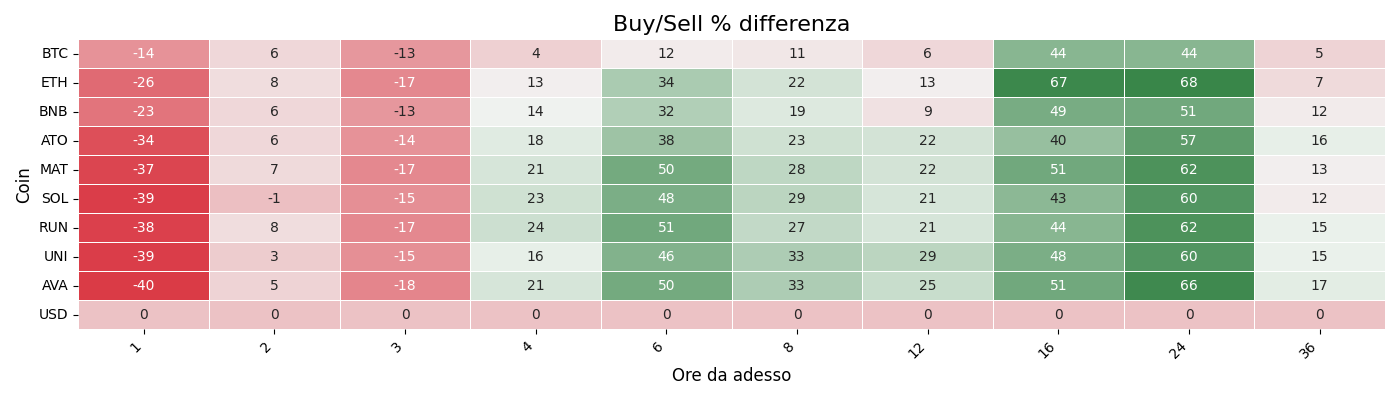 Buy/Sell % differenza
Coin
BTC -14 6 -13 4 12 11 6 44 44 5
ETH -26 8 -17 13 34 22 13 67 68 7
BNB -23 6 -13 14 32 19 9 49 51 12
ATO -34 6 -14 18 38 23 22 40 57 16
MAT -37 7 -17 21 50 28 22 51 62 13
SOL -39 -1 -15 23 48 29 21 43 60 12
RUN -38 8 -17 24 51 27 21 44 62 15
UNI -39 3 -15 16 46 33 29 48 60 15
AVA -40 5 -18 21 50 33 25 51 66 17
USD 0 0 0 0 0 0 0 0 0 0
1 2 3 4 6 8 12 16 24 36
Ore da adesso